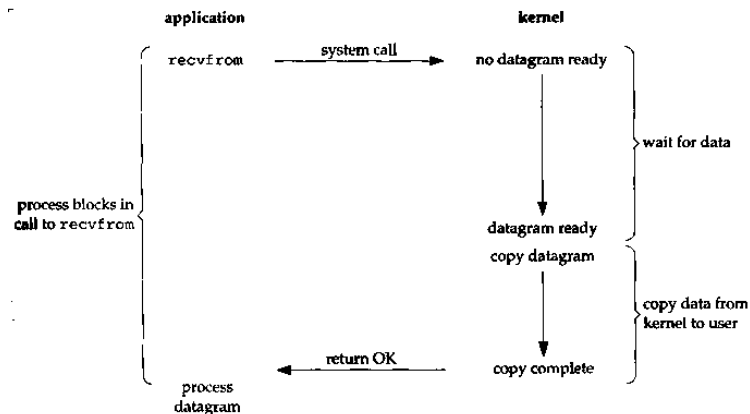 application
kernel
system call
recvfrom
no datagram ready
wait for data
process blocks in
call to recvfrom
datagram ready
copy datagram
copy data from
kernel to user
return OK
copy complete
process
datagram